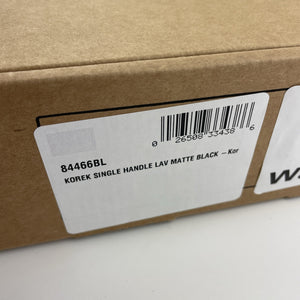 0 26508 33438 6
84466BL
KOREK SINGLE HANDLE LAV MATTE BLACK –Kor